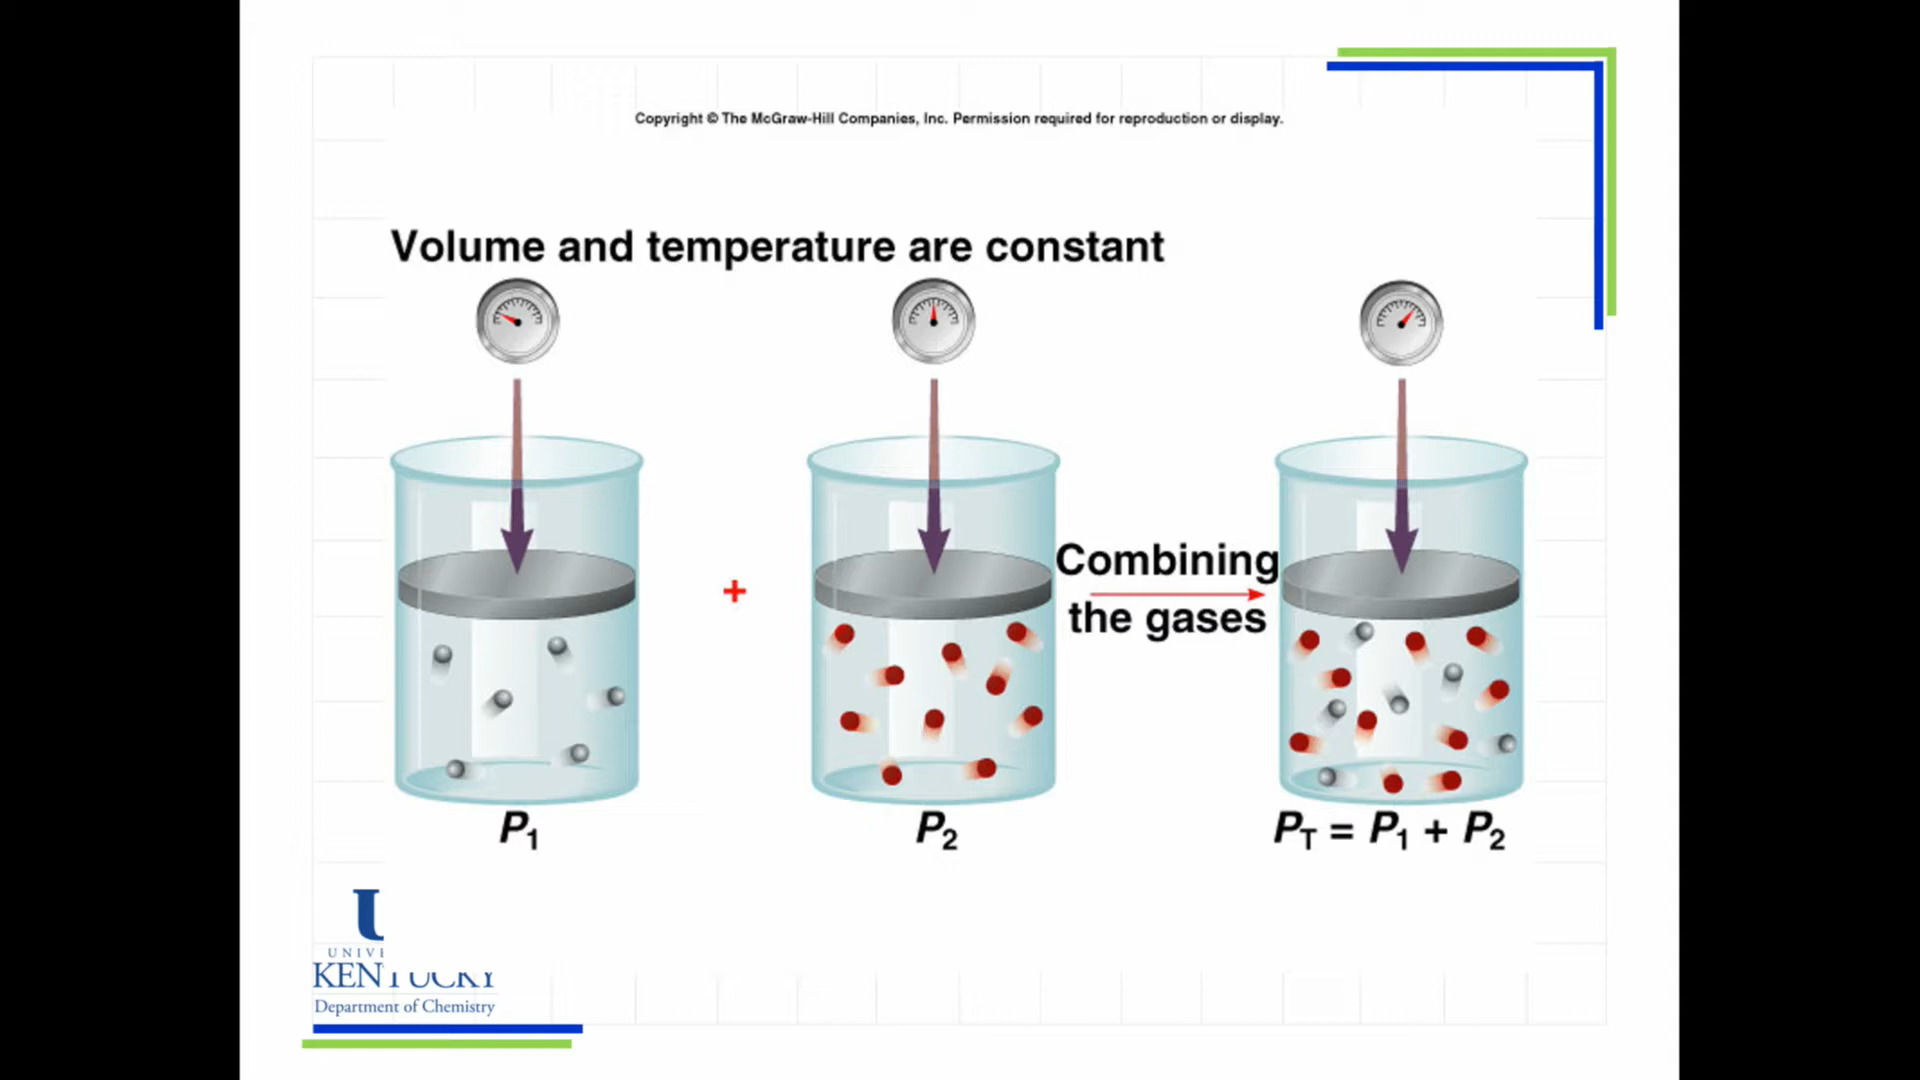 Copyright © The McGraw-Hill Companies, Inc. Permission required for reproduction or display.
Volume and temperature are constant
+
Combining
the gases
P1
P2
PT = P1 + P2
Department of Chemistry